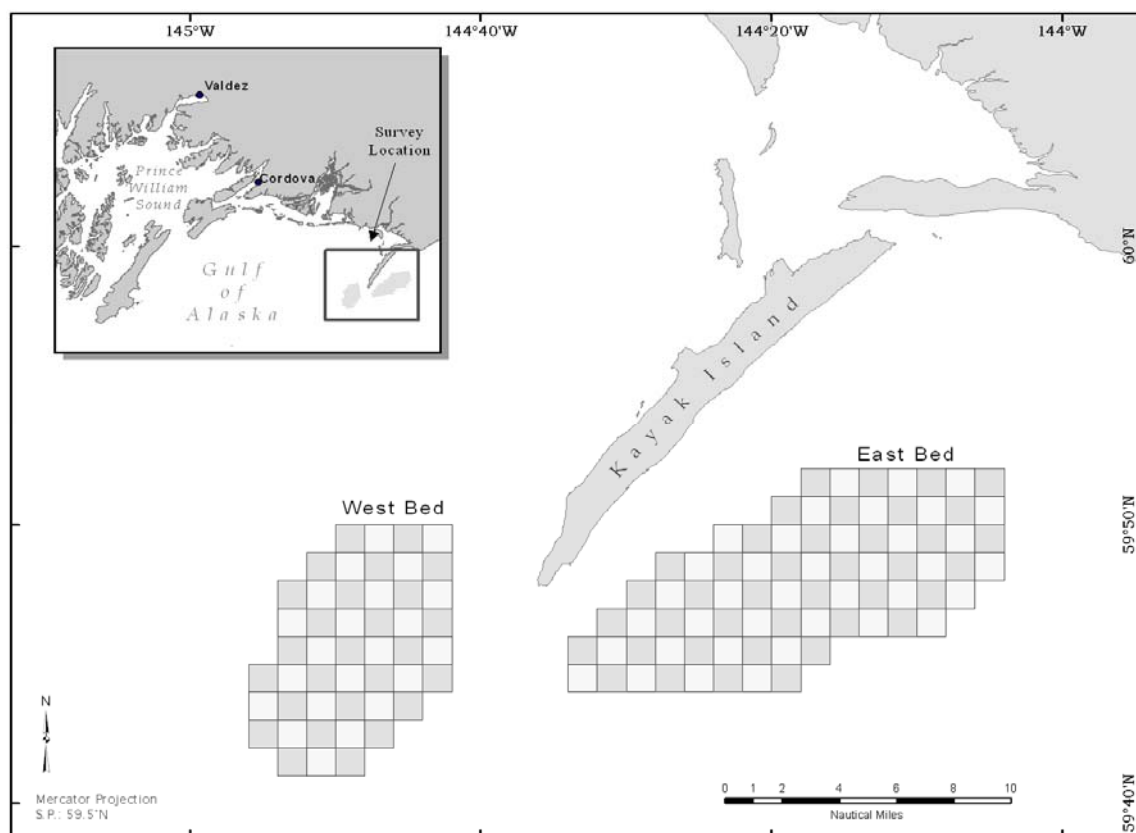 145°W 144°40'W 144°20'W 144°W
Valdez
Survey
Location
Prince
William
Sound
Cordova
Gulf
of
Alaska
60°N
Kayak Island
East Bed
West Bed
59°50'N
N
0 1 2 4 6 8 10
Nautical Miles
Mercator Projection
S.P.: 59.5°N
59°40'N